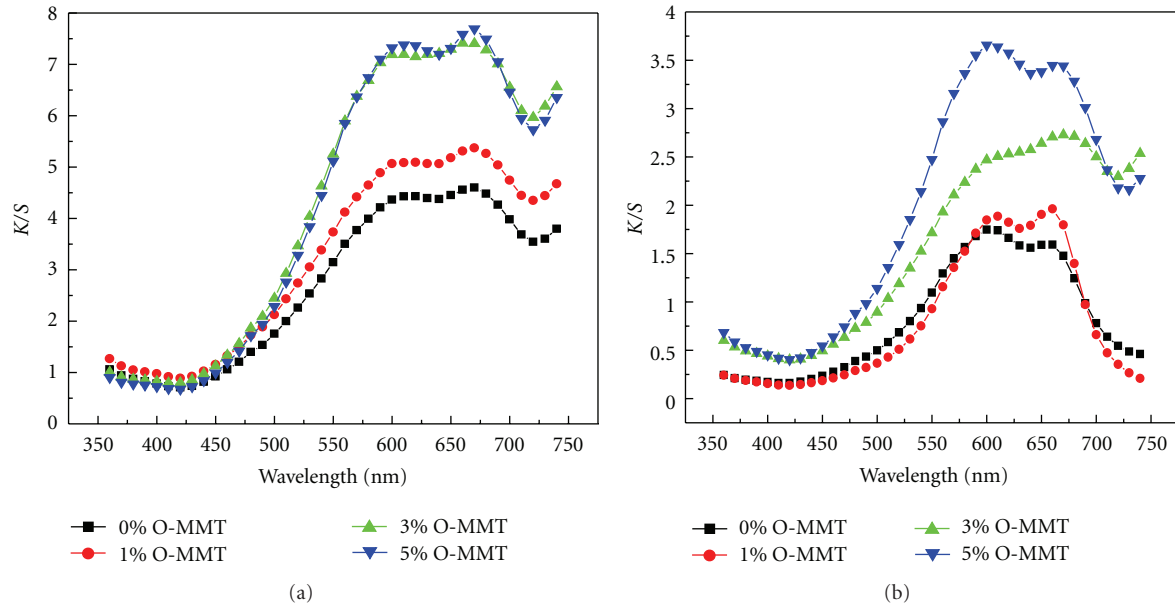 8
7
6
5
4
3
2
1
0
K/S
350 400 450 500 550 600 650 700 750
Wavelength (nm)
0% O-MMT
1% O-MMT
3% O-MMT
5% O-MMT
(a)
4
3.5
3
2.5
2
1.5
1
0.5
0
K/S
350 400 450 500 550 600 650 700 750
Wavelength (nm)
0% O-MMT
1% O-MMT
3% O-MMT
5% O-MMT
(b)